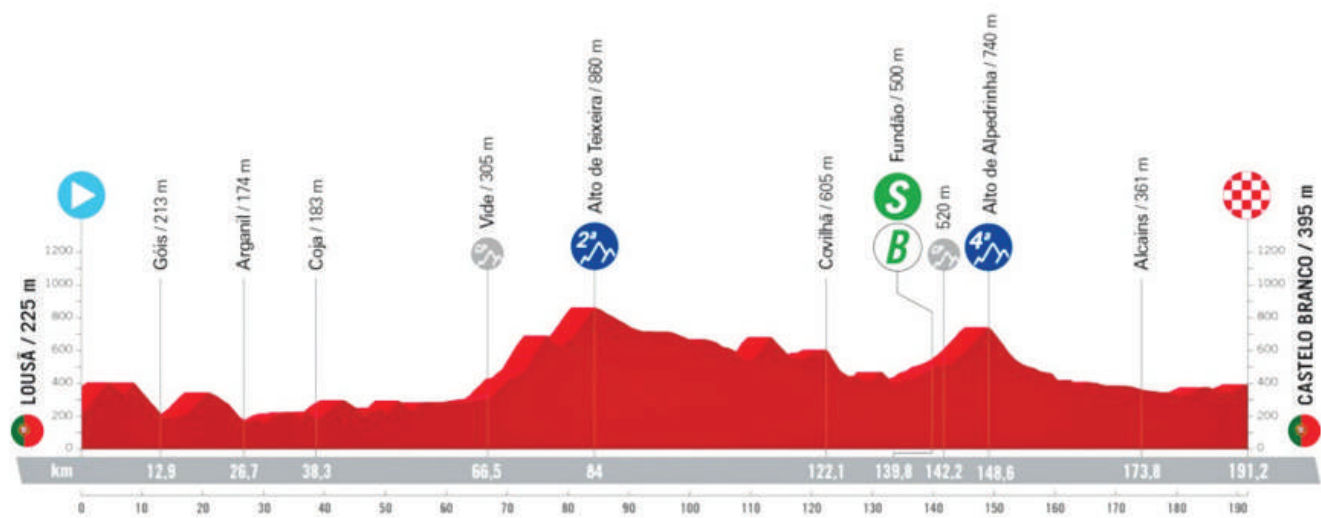 Góis / 213 m
Arganil / 174 m
Coja / 183 m
Vide / 305 m
Alto de Teixeira / 860 m
Covilhã / 605 m
Fundão / 500 m
520 m
Alto de Alpedrinha / 740 m
Alcains / 361 m
2ª
S
B
4ª
LOUSÃ / 225 m
CASTELO BRANCO / 395 m
1200
1000
800
600
400
200
0
1200
1000
800
600
400
200
0
km 12,9 26,7 38,3 66,5 84 122,1 139,8 142,2 148,6 173,8 191,2
0 10 20 30 40 50 60 70 80 90 100 110 120 130 140 150 160 170 180 190